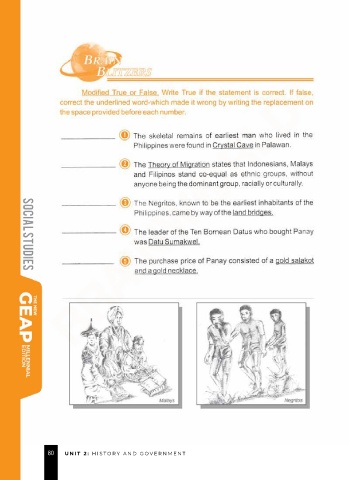 BRAIN
BLITZERS
Modified True or False. Write True if the statement is correct. If false,
correct the underlined word-which made it wrong by writing the replacement on
the space provided before each number.
1 The skeletal remains of earliest man who lived in the
Philippines were found in Crystal Cave in Palawan.
2 The Theory of Migration states that Indonesians, Malays
and Filipinos stand co-equal as ethnic groups, without
anyone being the dominant group, racially or culturally.
3 The Negritos, known to be the earliest inhabitants of the
Philippines, came by way of the land bridges.
4 The leader of the Ten Bornean Datus who bought Panay
was Datu Sumakwel.
5 The purchase price of Panay consisted of a gold salakot
and a gold necklace.
SOCIAL STUDIES
THE NEW
GEAP
MILLENNIAL
EDITION
Malays
Negritos
80 UNIT 2: HISTORY AND GOVERNMENT